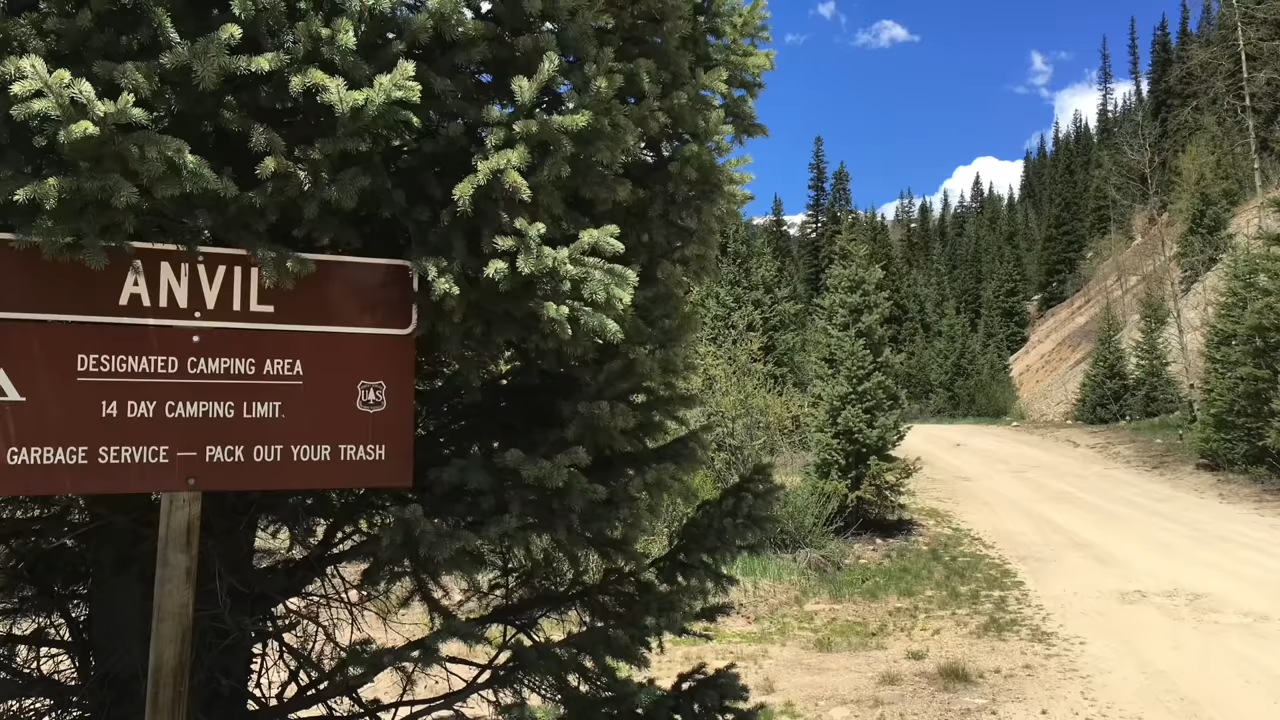 ANVIL
DESIGNATED CAMPING AREA
14 DAY CAMPING LIMIT.
GARBAGE SERVICE — PACK OUT YOUR TRASH
U S